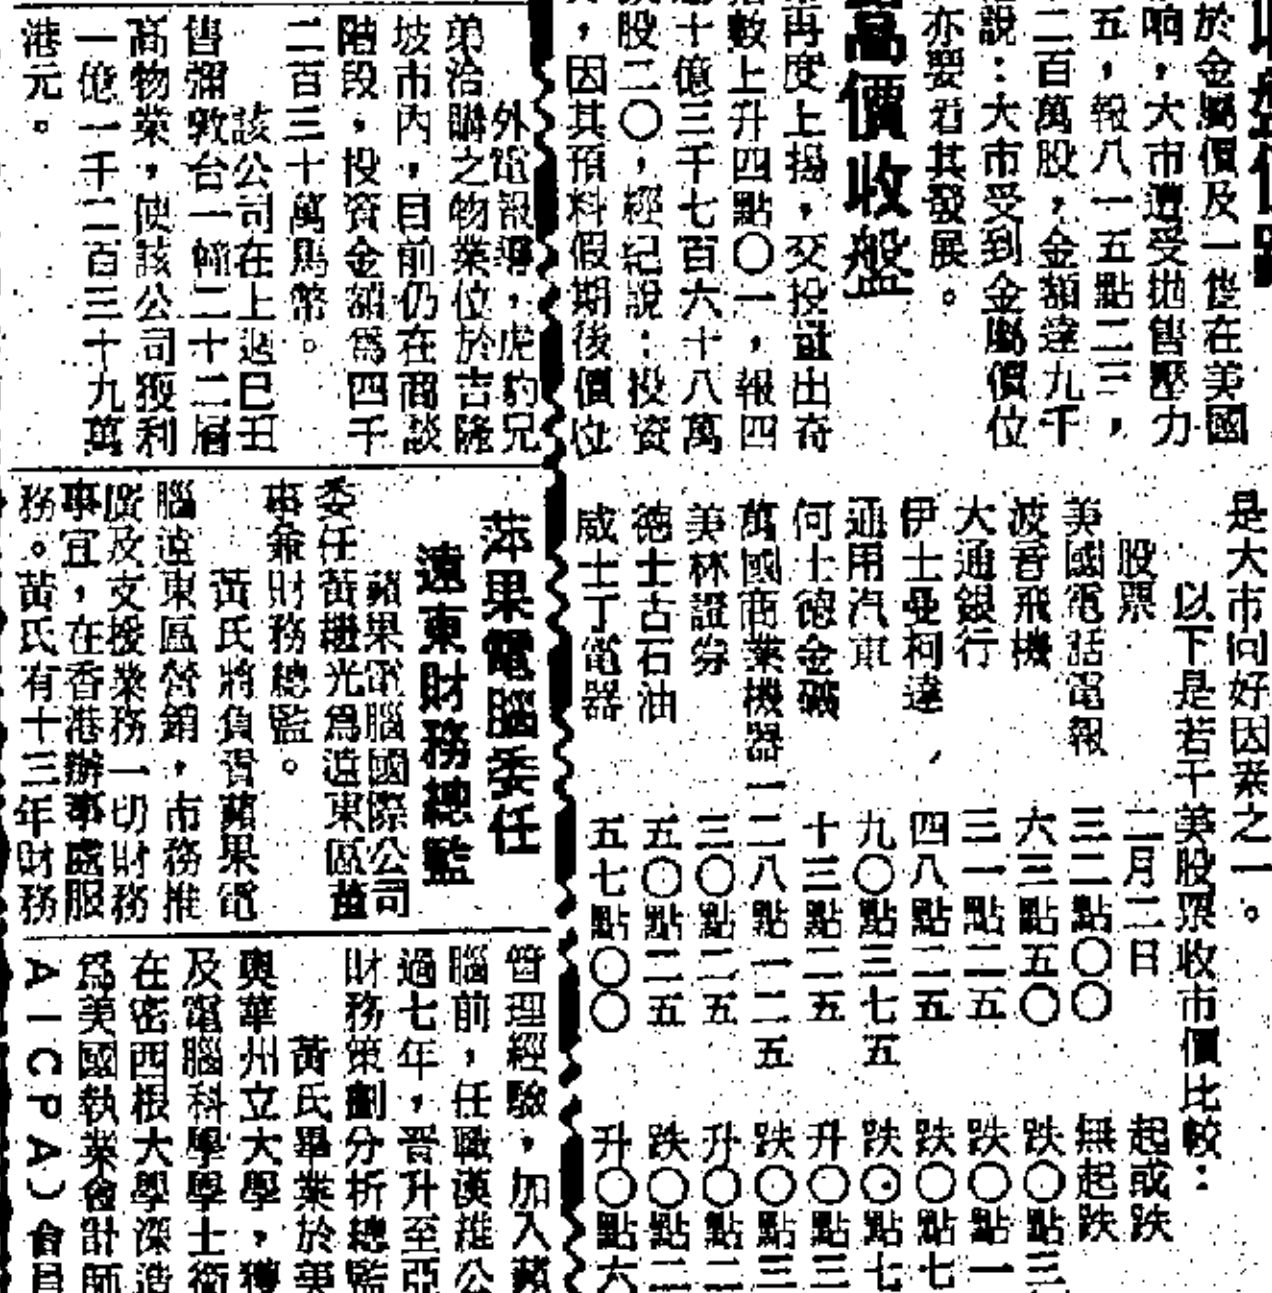 於金屬價及一些在美國
响，大市遭受拋售壓力
五，報八一五點二三，
二百萬股，金額達九千
說：大市受到金屬價位
亦要看其發展。
高價收盤
再度上揚，交投並出奇
數上升四點〇一，報四
十億三千七百六十八萬
股二〇，經紀說：投資
，因其預料假期後價位
外電報導，虎豹兄
弟洽購之物業位於吉隆
坡市內，目前仍在商談
階段，投資金額爲四千
二百三十萬馬幣。
該公司在上週已
售彌敦台一幢二十二層
商物業，使該公司獲利
一億一千二百三十九萬
港元。
是大市向好因素之一。
以下是若干美股票收市價比較：
股票 二月二日 起或跌
美國電話電報 三二點〇〇 無起跌
波音飛機 六三點五〇 跌〇點三
大通銀行 三一點二五 跌〇點一
伊士曼柯達， 四八點二五 跌〇點七
通用汽車 九〇點三七五 跌〇點七
何士德金礦 十三點二五 升〇點三
萬國商業機器 一二八點一二五 跌〇點三
美林證券 三〇點二五 升〇點二
德士古石油 五〇點二五 跌〇點二
威士丁電器 五七點〇〇 升〇點六
苹果電腦委任
遠東財務總監
蘋果電腦國際公司
委任黃繼光爲遠東區董
事兼財務總監。
黃氏將負責蘋果電
腦遠東區營銷，市務推
廣及支援業務一切財務
事宜，在香港辦事處服
務。黃氏有十三年財務
管理經驗，加入蘋
腦前，任職漢維公
過七年，晋升至亞
財務策劃分析總監
黃氏畢業於美
奧華州立大學，獲
及電腦科學學士銜
在密西根大學深造
爲美國執業會計師
AICPA）會員